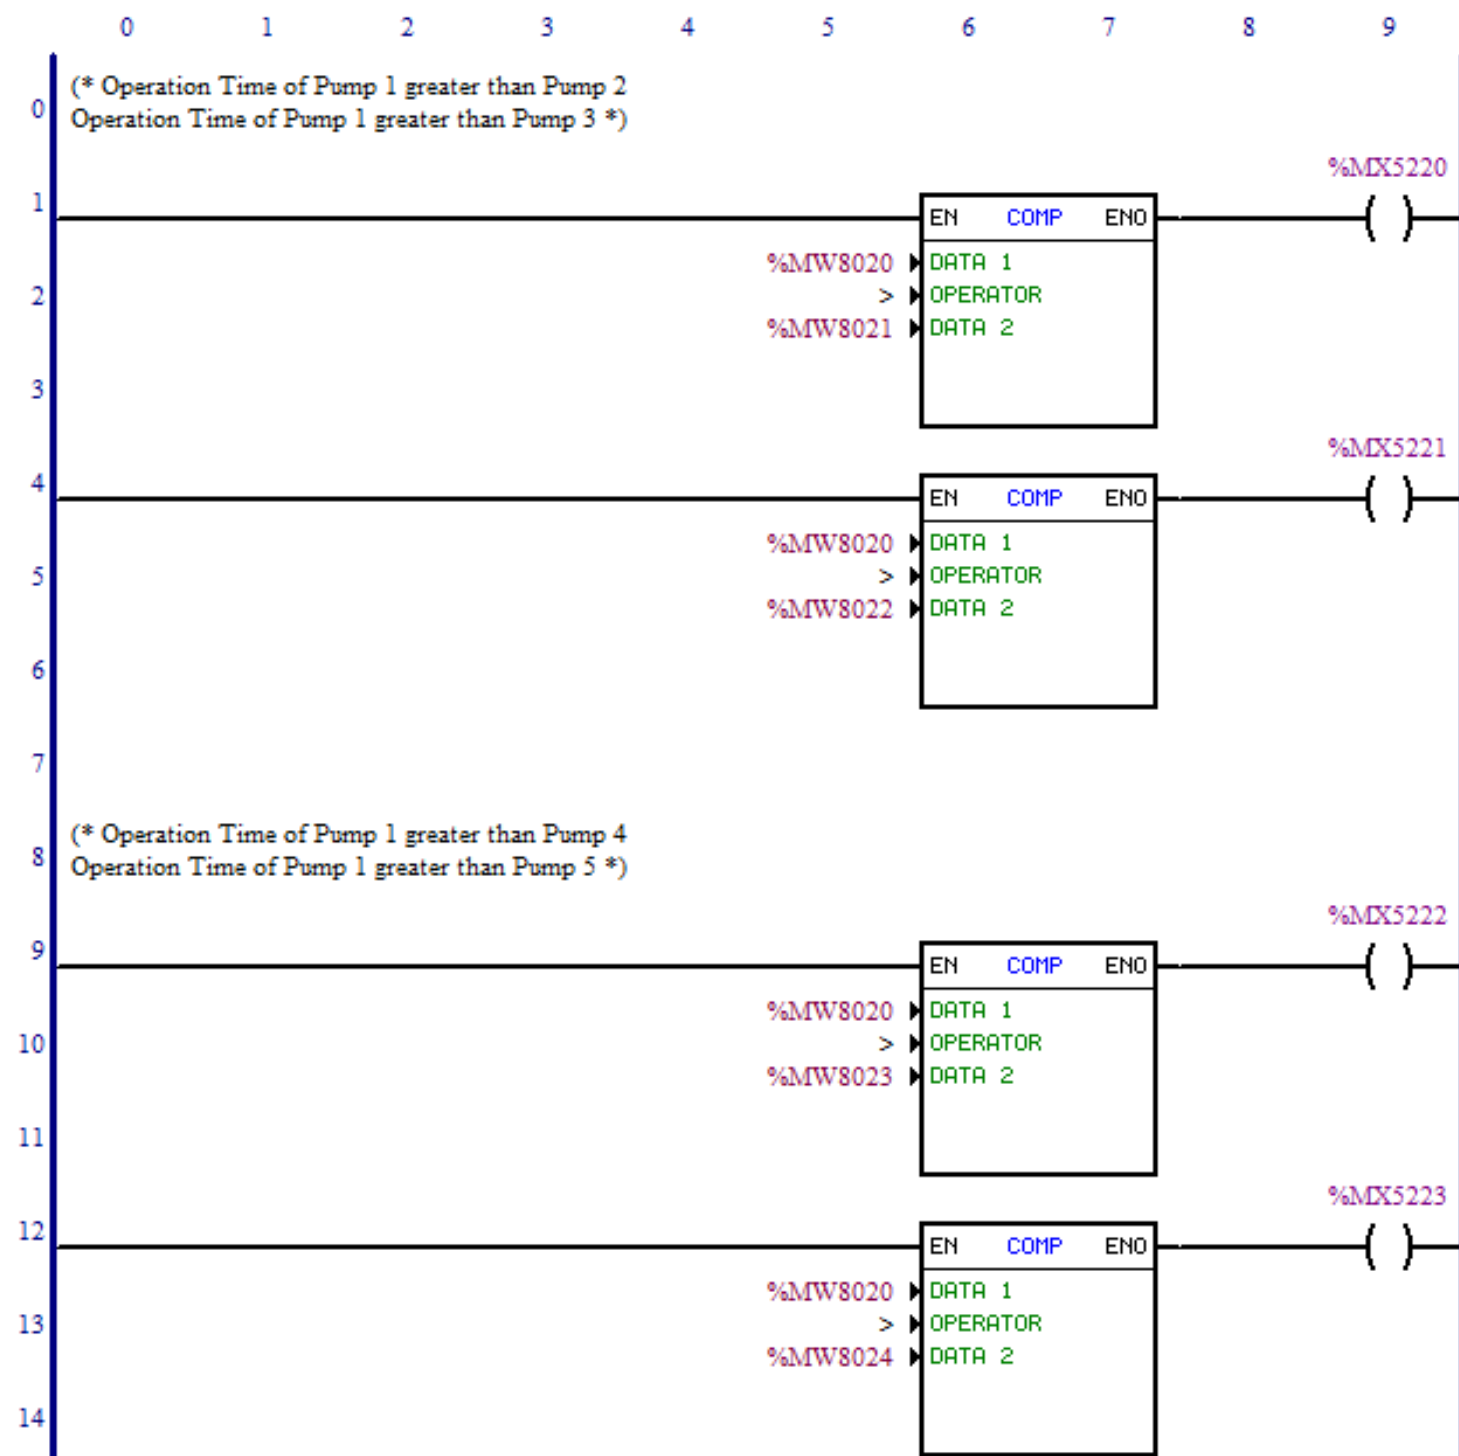 0 1 2 3 4 5 6 7 8 9
(* Operation Time of Pump 1 greater than Pump 2
0
Operation Time of Pump 1 greater than Pump 3 *)
%MX5220
1
EN COMP ENO
%MW8020 DATA 1
2 > OPERATOR
%MW8021 DATA 2
3
%MX5221
4
EN COMP ENO
%MW8020 DATA 1
5 > OPERATOR
%MW8022 DATA 2
6
7
(* Operation Time of Pump 1 greater than Pump 4
8
Operation Time of Pump 1 greater than Pump 5 *)
%MX5222
9
EN COMP ENO
%MW8020 DATA 1
10 > OPERATOR
%MW8023 DATA 2
11
%MX5223
12
EN COMP ENO
%MW8020 DATA 1
13 > OPERATOR
%MW8024 DATA 2
14